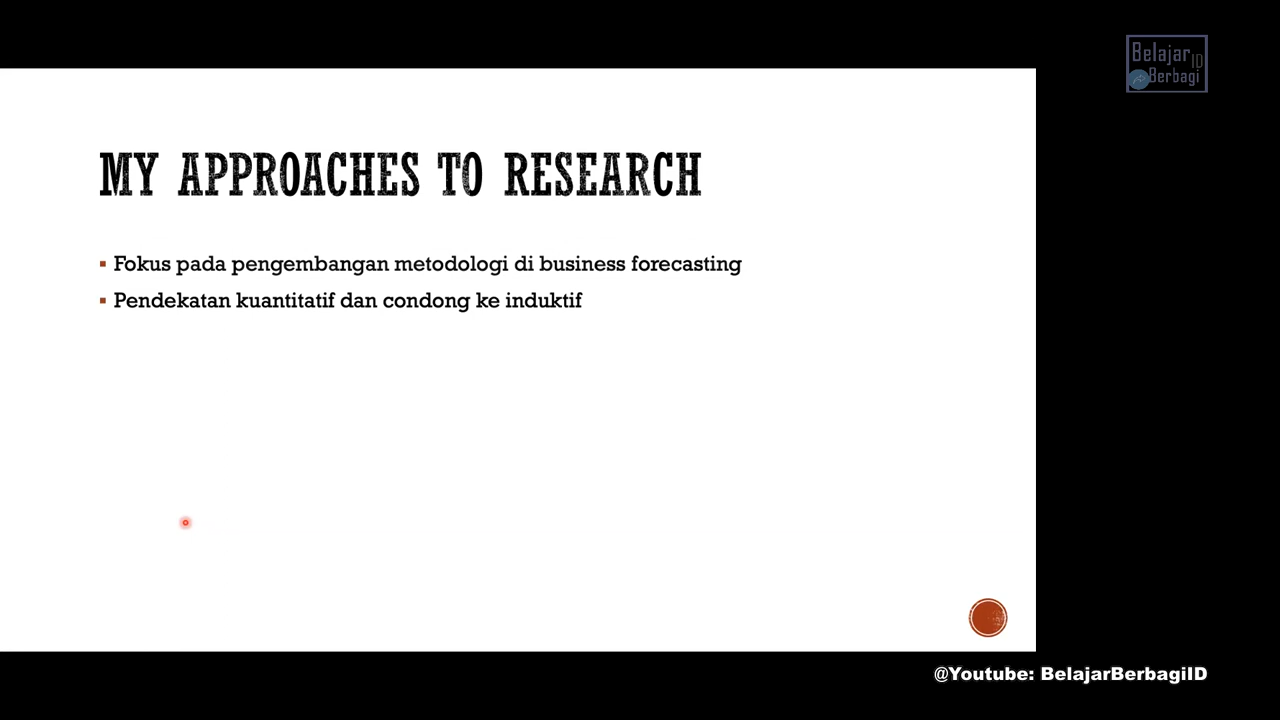 Belajar
ID
Berbagi
MY APPROACHES TO RESEARCH
Fokus pada pengembangan metodologi di business forecasting
Pendekatan kuantitatif dan condong ke induktif
@Youtube: BelajarBerbagiID